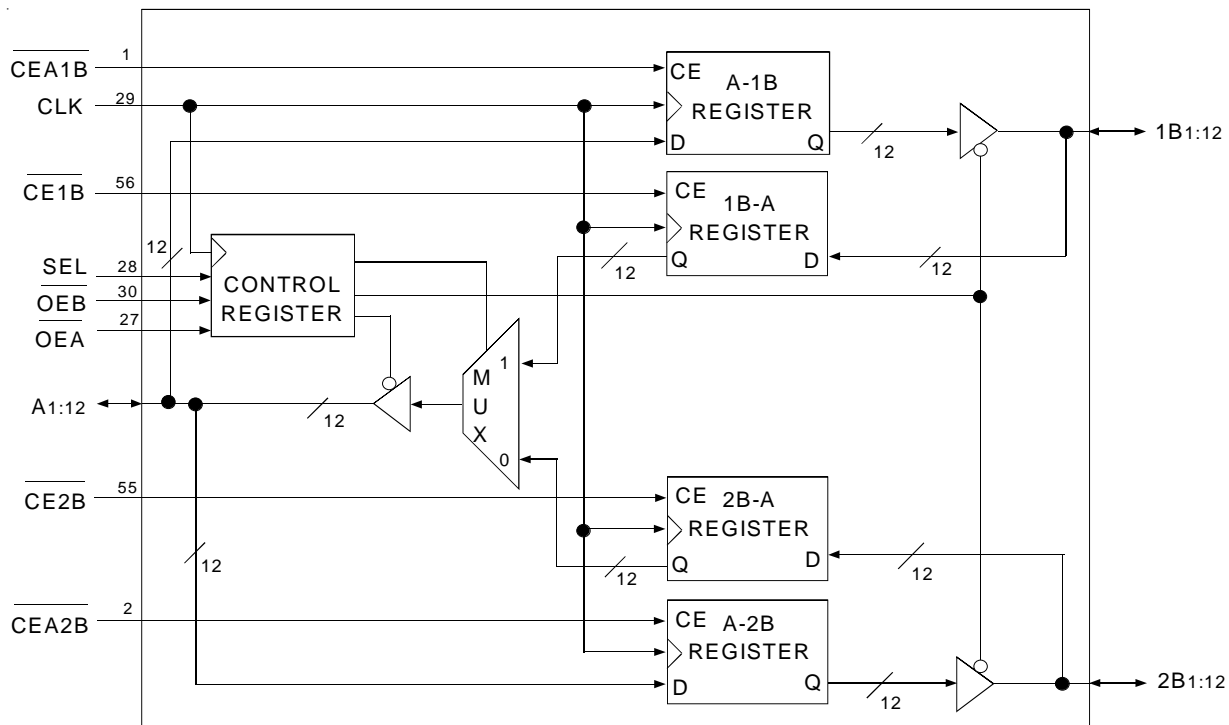 CEA1B
1
CLK
29
CE
A-1B
REGISTER
D
Q
12
1B1:12
CE1B
56
CE
1B-A
REGISTER
Q
D
12
12
12
SEL
28
OEB
30
OEA
27
CONTROL
REGISTER
A1:12
12
MUX
1
0
CE2B
55
CE
2B-A
REGISTER
Q
D
12
12
12
CEA2B
2
CE
A-2B
REGISTER
D
Q
12
2B1:12